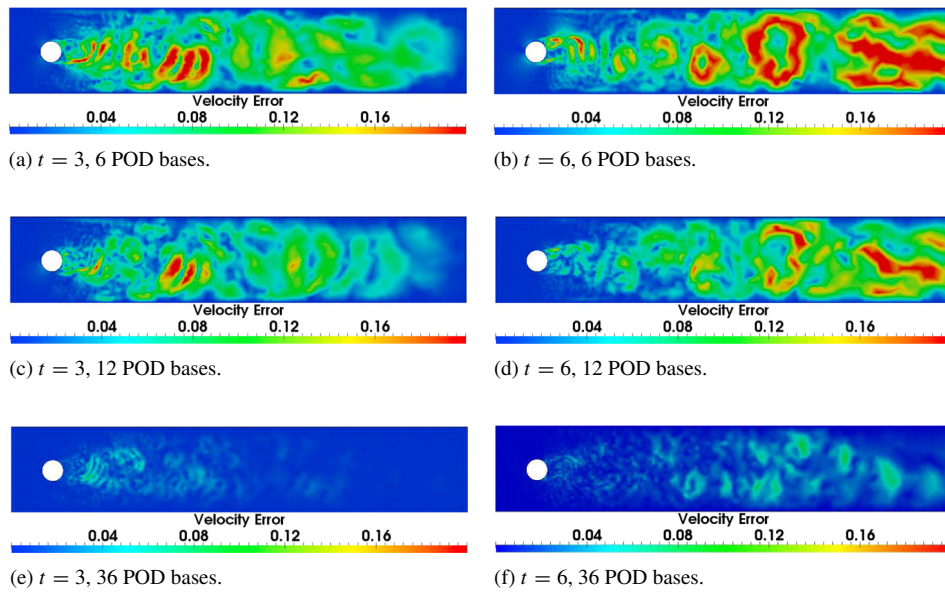 Velocity Error
0.04 0.08 0.12 0.16
(a) t = 3, 6 POD bases.
Velocity Error
0.04 0.08 0.12 0.16
(b) t = 6, 6 POD bases.
Velocity Error
0.04 0.08 0.12 0.16
(c) t = 3, 12 POD bases.
Velocity Error
0.04 0.08 0.12 0.16
(d) t = 6, 12 POD bases.
Velocity Error
0.04 0.08 0.12 0.16
(e) t = 3, 36 POD bases.
Velocity Error
0.04 0.08 0.12 0.16
(f) t = 6, 36 POD bases.